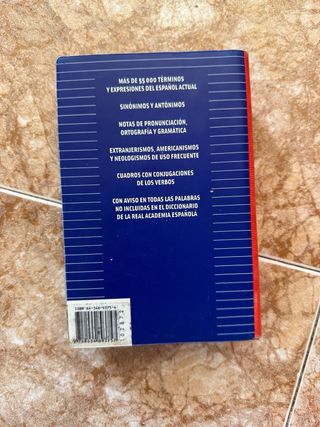 MÁS DE 55 000 TÉRMINOS
Y EXPRESIONES DEL ESPAÑOL ACTUAL
SINÓNIMOS Y ANTÓNIMOS
NOTAS DE PRONUNCIACIÓN,
ORTOGRAFÍA Y GRAMÁTICA
EXTRANJERISMOS, AMERICANISMOS
Y NEOLOGISMOS DE USO FRECUENTE
CUADROS CON CONJUGACIONES
DE LOS VERBOS
CON AVISO EN TODAS LAS PALABRAS
NO INCLUIDAS EN EL DICCIONARIO
DE LA REAL ACADEMIA ESPAÑOLA
ISBN